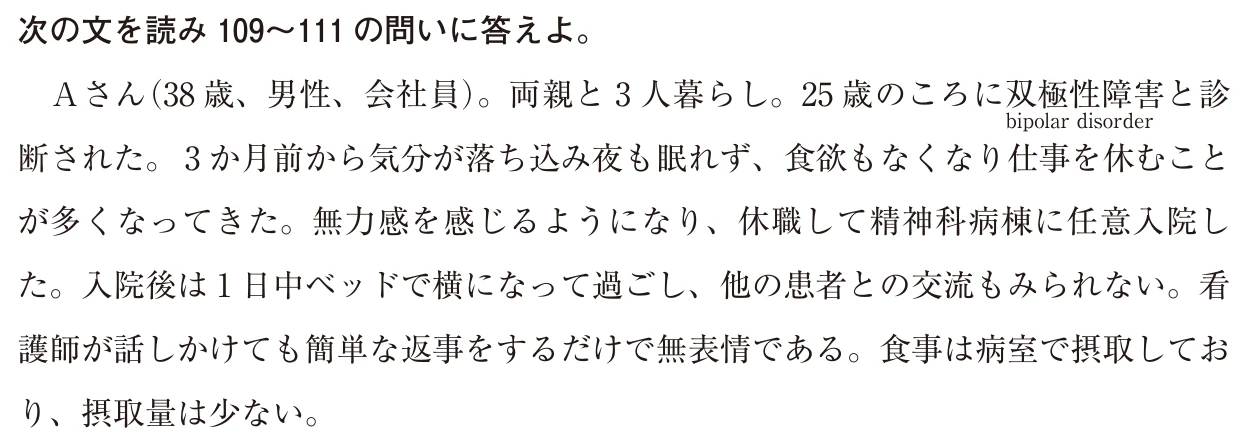 次の文を読み 109～111 の問いに答えよ。
Aさん(38 歳、男性、会社員)。両親と 3 人暮らし。25 歳のころに双極性障害と診
bipolar disorder
断された。3 か月前から気分が落ち込み夜も眠れず、食欲もなくなり仕事を休むこと
が多くなってきた。無力感を感じるようになり、休職して精神科病棟に任意入院し
た。入院後は 1 日中ベッドで横になって過ごし、他の患者との交流もみられない。看
護師が話しかけても簡単な返事をするだけで無表情である。食事は病室で摂取してお
り、摂取量は少ない。